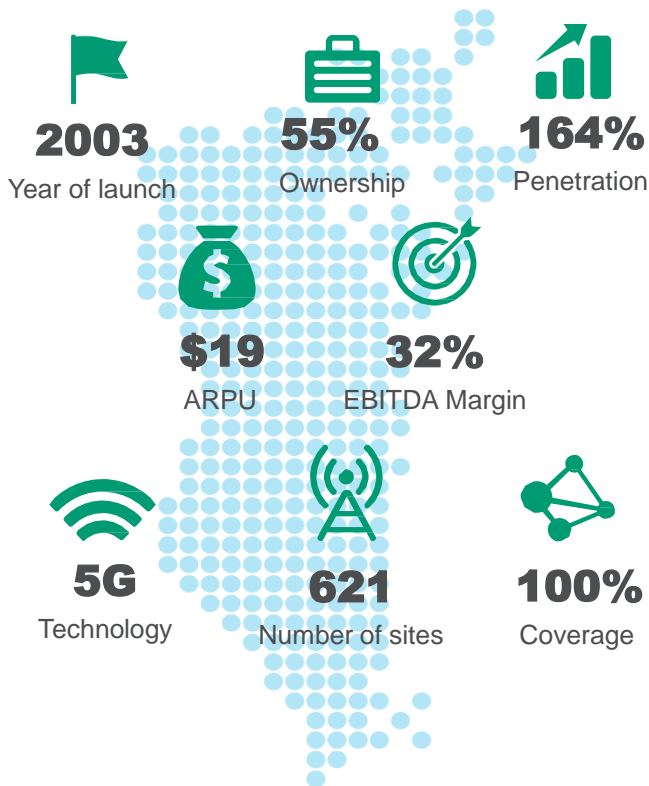 2003
Year of launch
55%
Ownership
164%
Penetration
$
$19
ARPU
32%
EBITDA Margin
5G
Technology
621
Number of sites
100%
Coverage